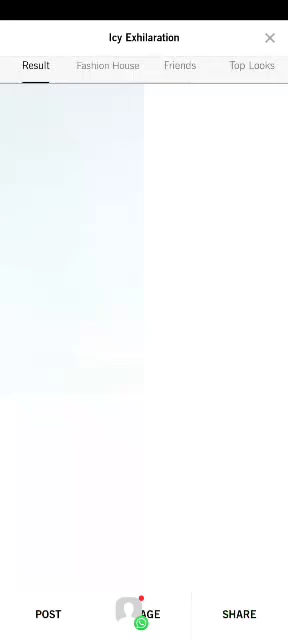 Icy Exhilaration
Result Fashion House Friends Top Looks
POST AGE SHARE